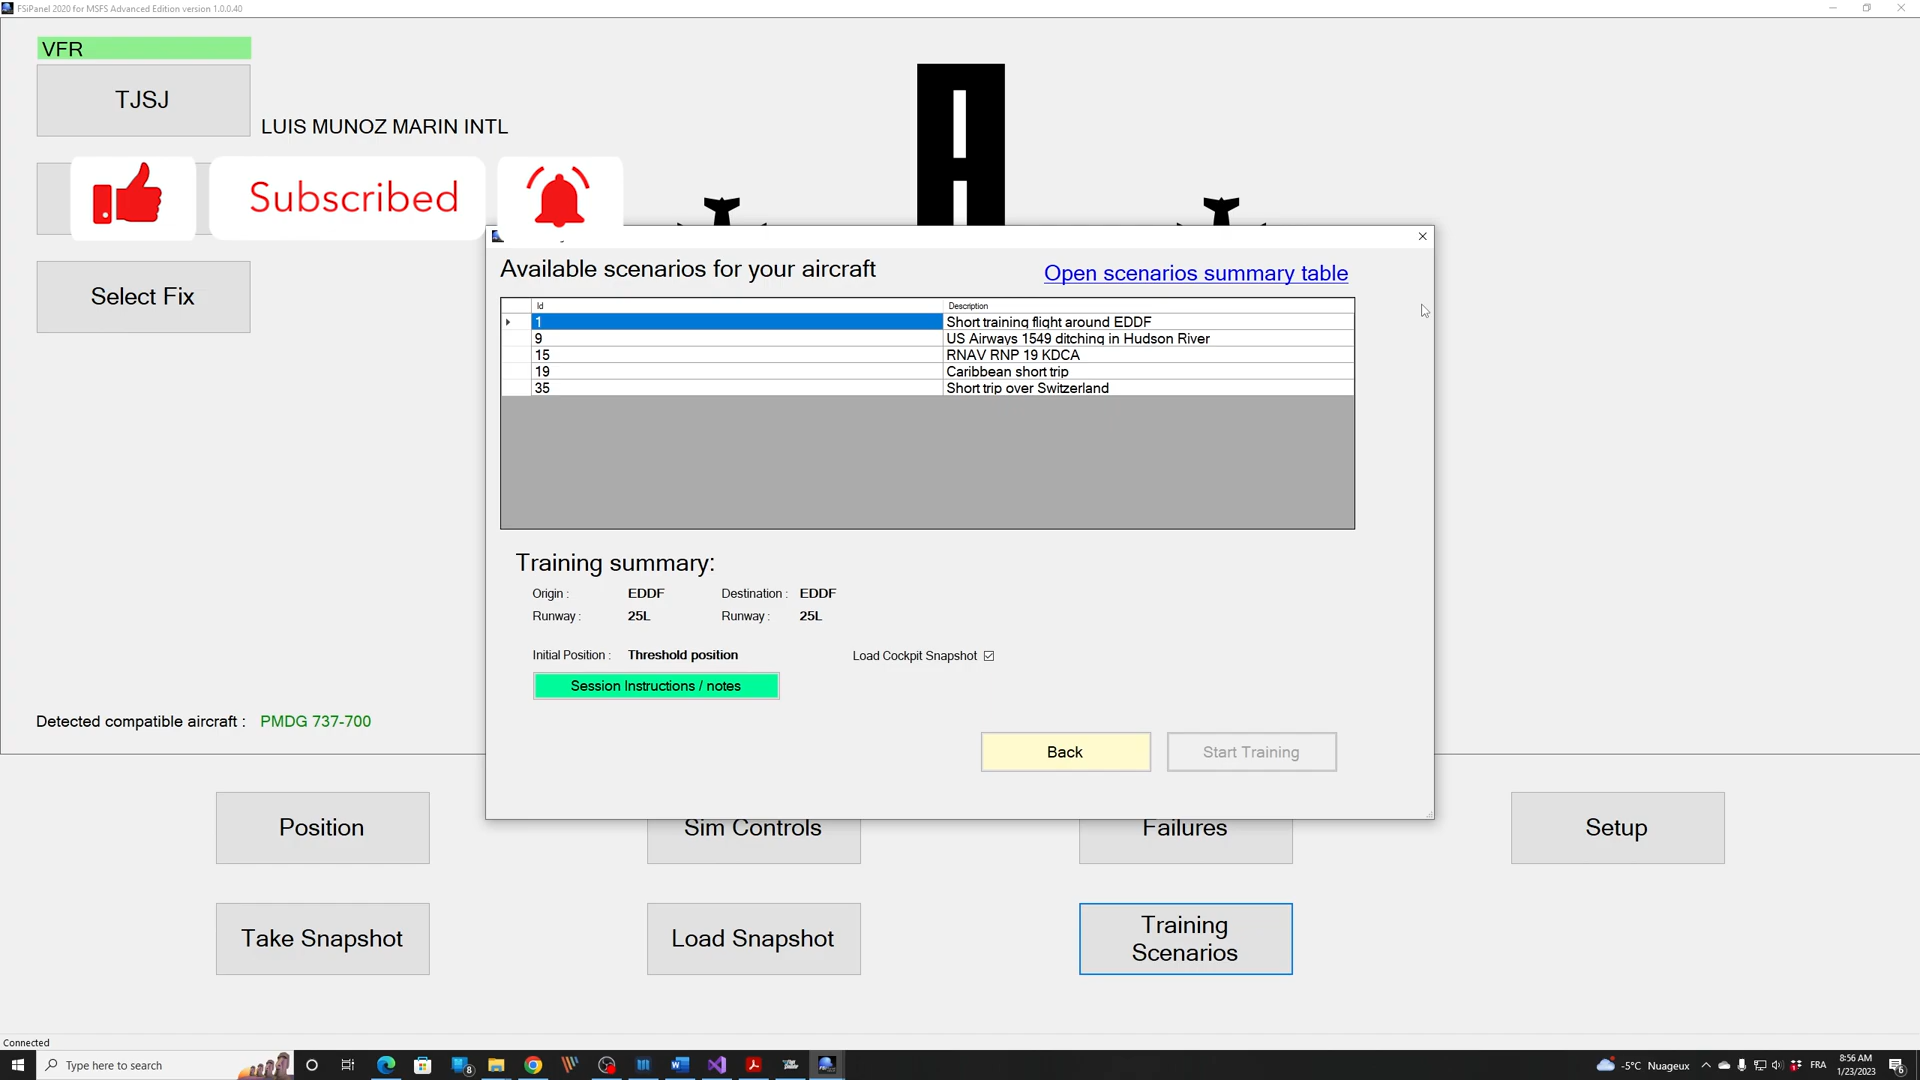 FSiPanel 2020 for MSFS Advanced Edition version 1.0.0.40
VFR
TJSJ
LUIS MUNOZ MARIN INTL
Subscribed
Select Fix
Available scenarios for your aircraft
Open scenarios summary table
Id Description
1 Short training flight around EDDF
9 US Airways 1549 ditching in Hudson River
15 RNAV RNP 19 KDCA
19 Caribbean short trip
35 Short trip over Switzerland
Training summary:
Origin : EDDF Destination : EDDF
Runway : 25L Runway : 25L
Initial Position : Threshold position Load Cockpit Snapshot
Session Instructions / notes
Detected compatible aircraft : PMDG 737-700
Back Start Training
Position Sim Controls Failures Setup
Take Snapshot Load Snapshot Training
Scenarios
Connected
Type here to search
8
-5°C Nuageux
FRA
8:56 AM
1/23/2023
6